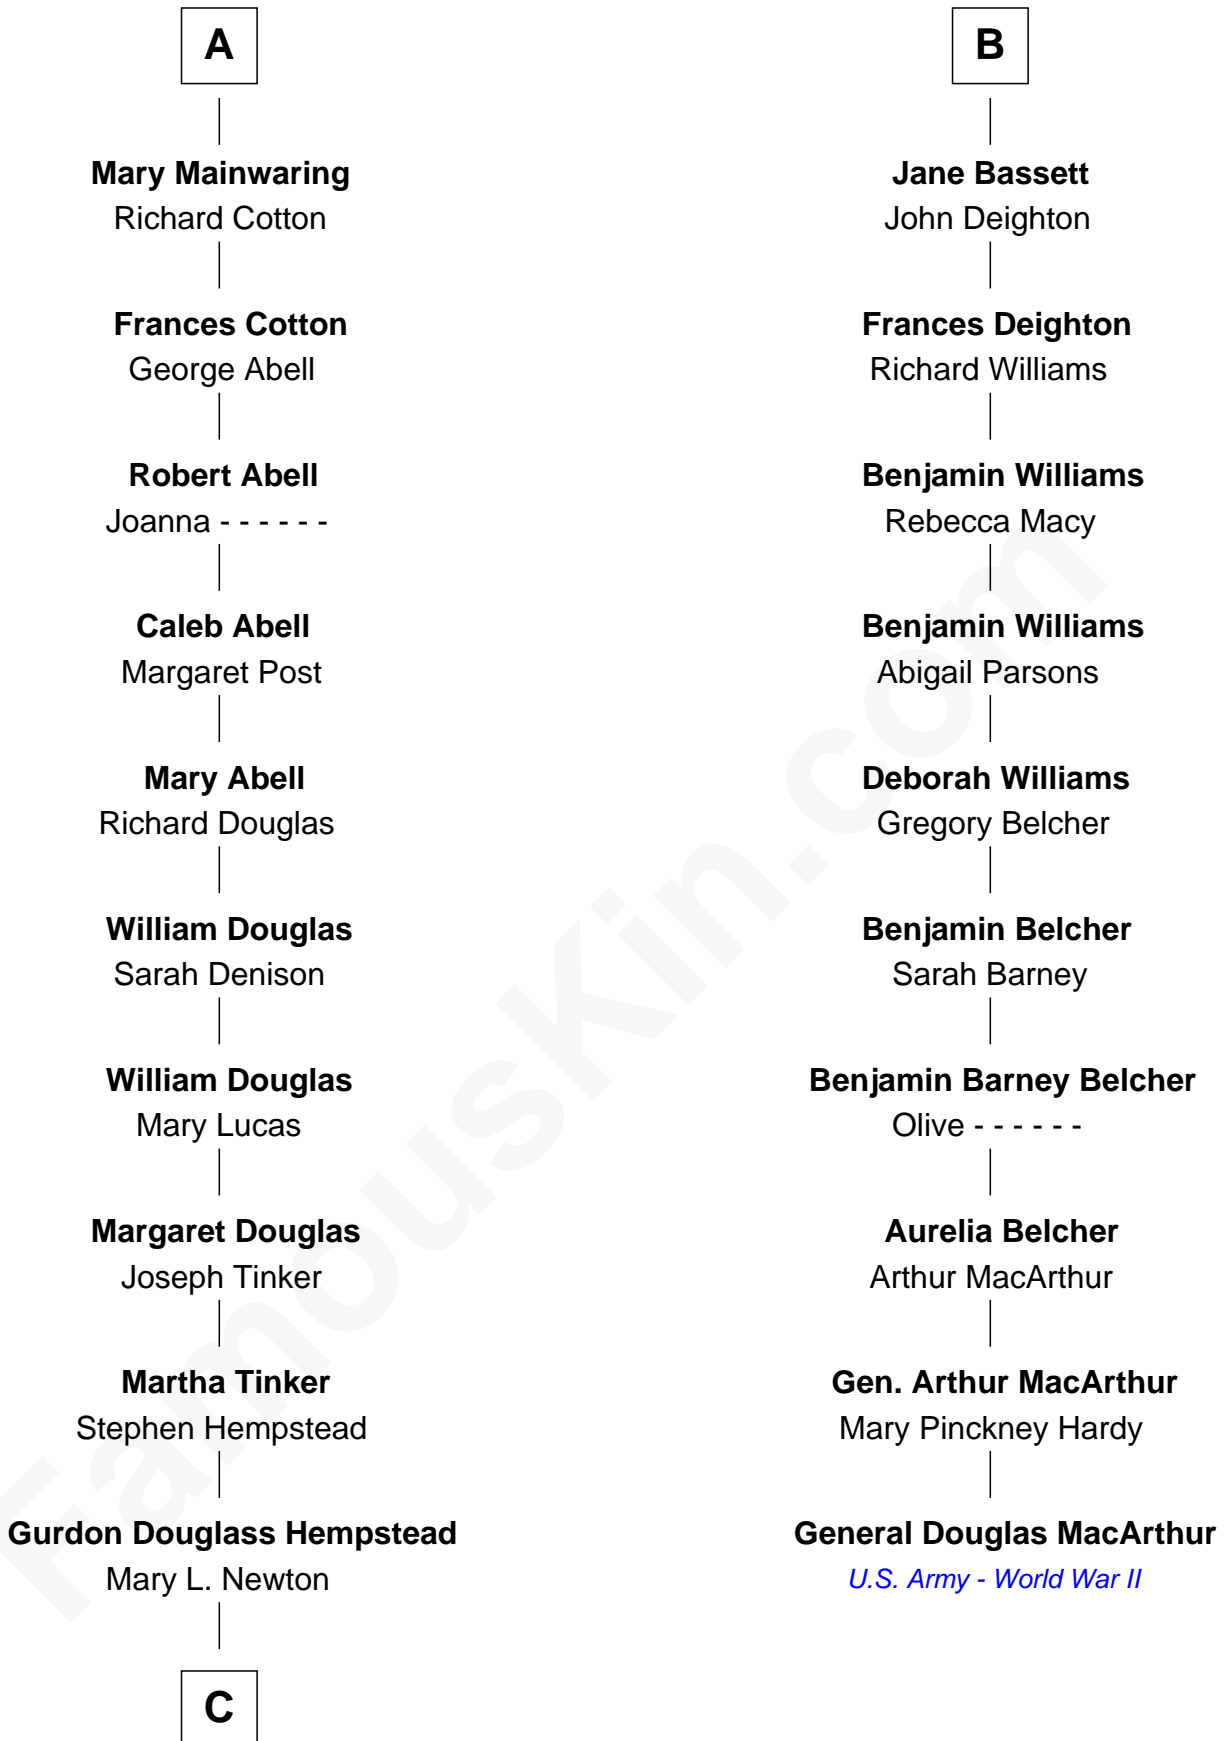 A
Mary Mainwaring
Richard Cotton
Frances Cotton
George Abell
Robert Abell
Joanna - - - - - -
Caleb Abell
Margaret Post
Mary Abell
Richard Douglas
William Douglas
Sarah Denison
William Douglas
Mary Lucas
Margaret Douglas
Joseph Tinker
Martha Tinker
Stephen Hempstead
Gurdon Douglass Hempstead
Mary L. Newton
C
B
Jane Bassett
John Deighton
Frances Deighton
Richard Williams
Benjamin Williams
Rebecca Macy
Benjamin Williams
Abigail Parsons
Deborah Williams
Gregory Belcher
Benjamin Belcher
Sarah Barney
Benjamin Barney Belcher
Olive - - - - - -
Aurelia Belcher
Arthur MacArthur
Gen. Arthur MacArthur
Mary Pinckney Hardy
General Douglas MacArthur
U.S. Army - World War II
FamousKin.com